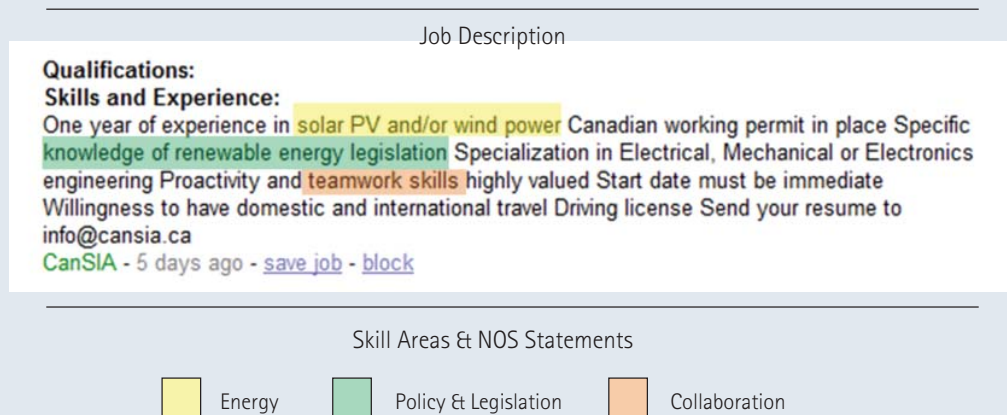 Job Description
Qualifications:
Skills and Experience:
One year of experience in solar PV and/or wind power Canadian working permit in place Specific
knowledge of renewable energy legislation Specialization in Electrical, Mechanical or Electronics
engineering Proactivity and teamwork skills highly valued Start date must be immediate
Willingness to have domestic and international travel Driving license Send your resume to
info@cansia.ca
CanSIA - 5 days ago - save job - block
Skill Areas & NOS Statements
Energy Policy & Legislation Collaboration